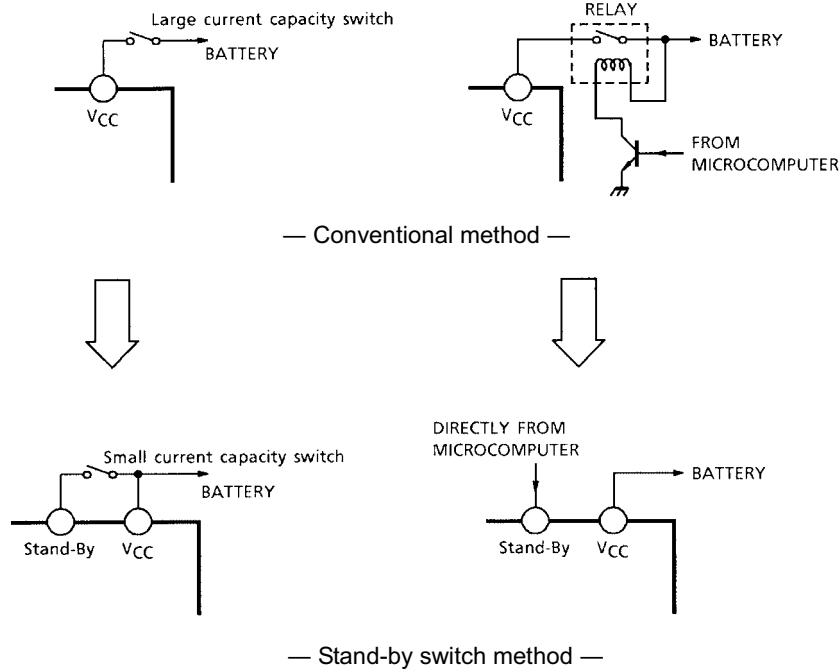 Large current capacity switch
BATTERY
VCC
RELAY
BATTERY
VCC
FROM
MICROCOMPUTER
— Conventional method —
Small current capacity switch
BATTERY
Stand-By
VCC
DIRECTLY FROM
MICROCOMPUTER
BATTERY
Stand-By
VCC
— Stand-by switch method —